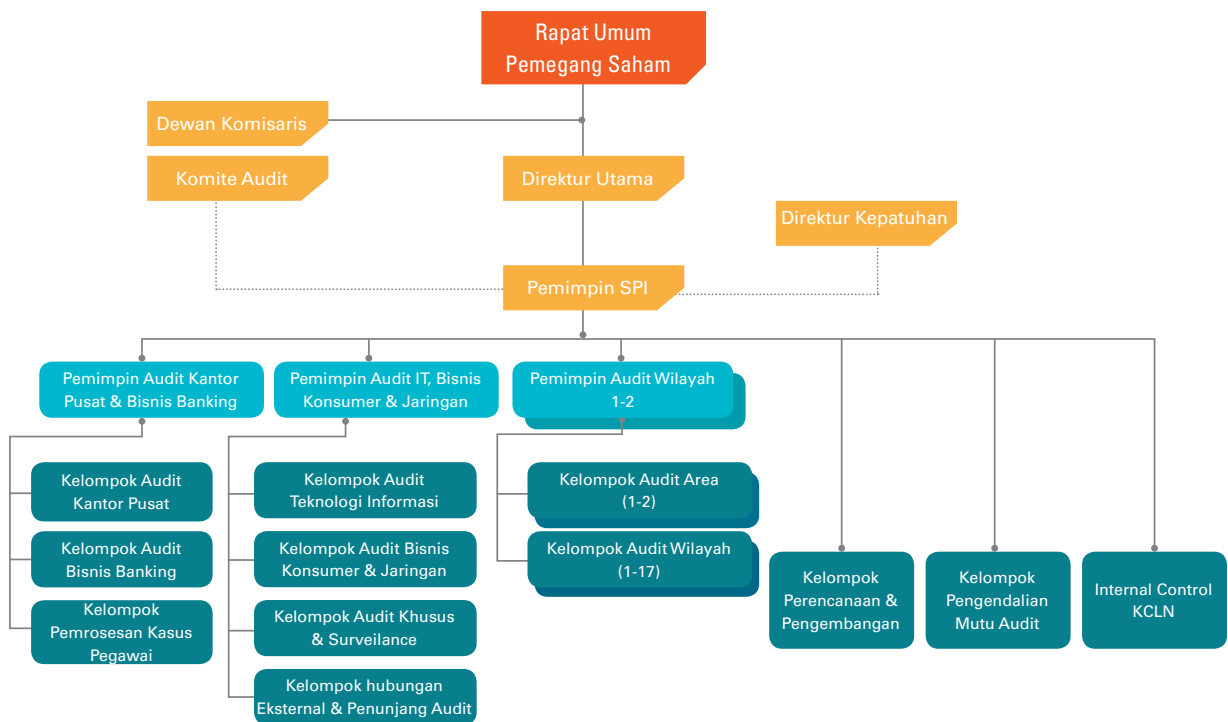 Rapat Umum
Pemegang Saham
Dewan Komisaris
Komite Audit
Direktur Utama
Direktur Kepatuhan
Pemimpin SPI
Pemimpin Audit Kantor
Pusat & Bisnis Banking
Pemimpin Audit IT, Bisnis
Konsumer & Jaringan
Pemimpin Audit Wilayah
1-2
Kelompok Audit
Kantor Pusat
Kelompok Audit
Bisnis Banking
Kelompok
Pemrosesan Kasus
Pegawai
Kelompok Audit
Teknologi Informasi
Kelompok Audit Bisnis
Konsumer & Jaringan
Kelompok Audit Khusus
& Surveilance
Kelompok hubungan
Eksternal & Penunjang Audit
Kelompok Audit Area
(1-2)
Kelompok Audit Wilayah
(1-17)
Kelompok
Perencanaan &
Pengembangan
Kelompok
Pengendalian
Mutu Audit
Internal Control
KCLN